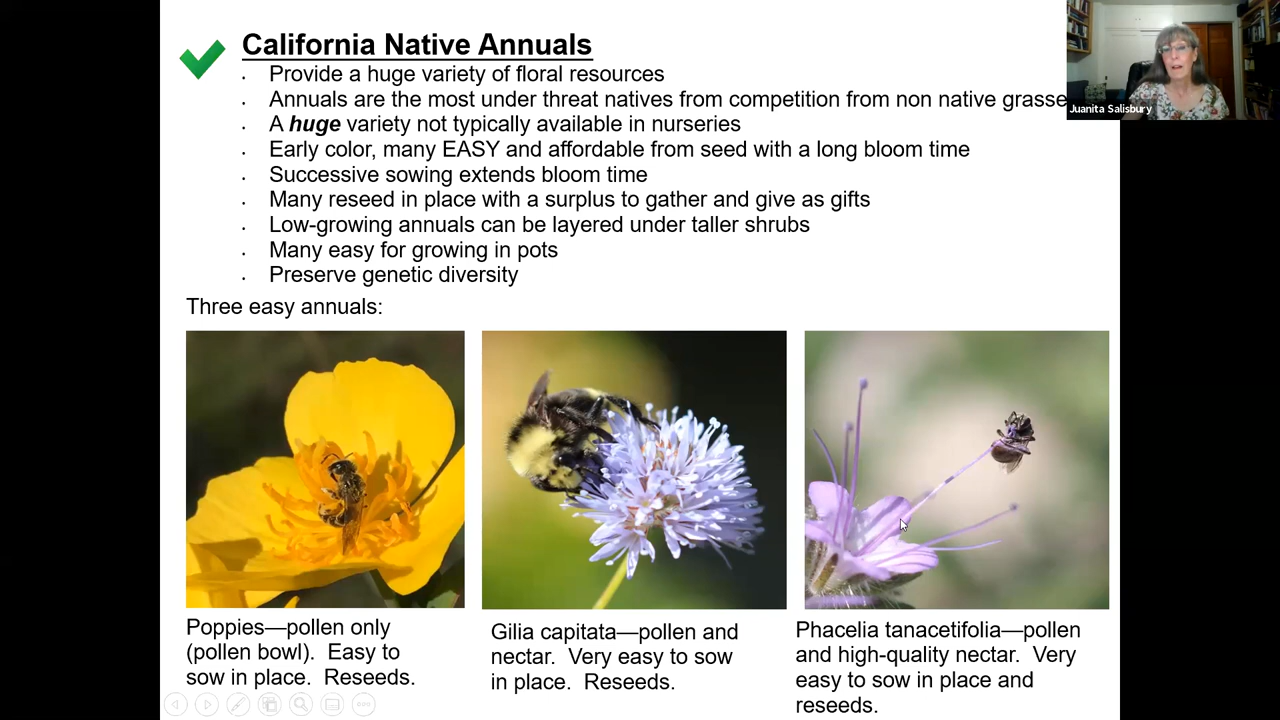 California Native Annuals
Provide a huge variety of floral resources
Annuals are the most under threat natives from competition from non native grasse
A huge variety not typically available in nurseries
Early color, many EASY and affordable from seed with a long bloom time
Successive sowing extends bloom time
Many reseed in place with a surplus to gather and give as gifts
Low-growing annuals can be layered under taller shrubs
Many easy for growing in pots
Preserve genetic diversity
Juanita Salisbury
Three easy annuals:
Poppies—pollen only
(pollen bowl).  Easy to
sow in place.  Reseeds.
Gilia capitata—pollen and
nectar.  Very easy to sow
in place.  Reseeds.
Phacelia tanacetifolia—pollen
and high-quality nectar.  Very
easy to sow in place and
reseeds.